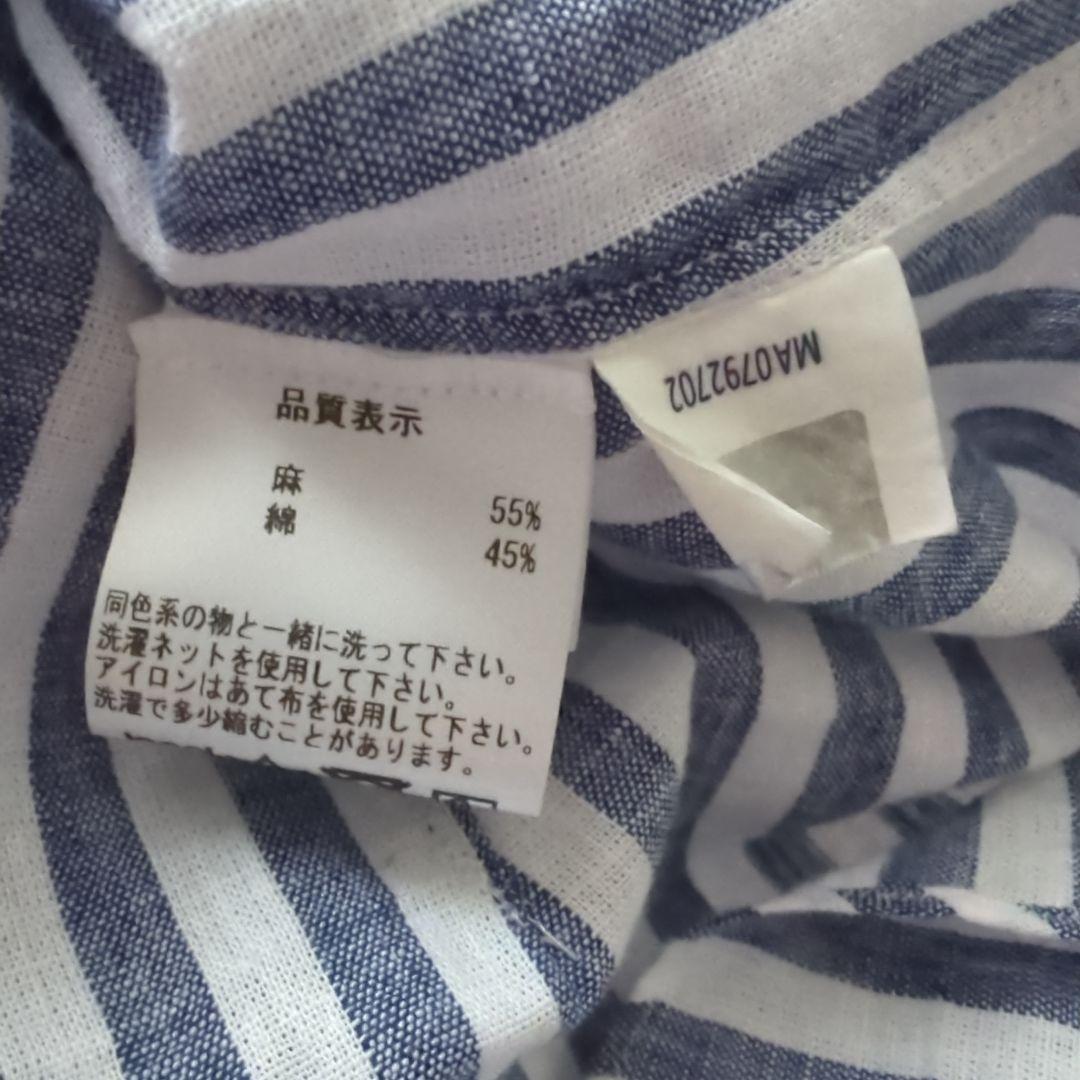 品質表示
麻 55%
綿 45%
同色系の物と一緒に洗って下さい。
洗濯ネットを使用して下さい。
アイロンはあて布を使用して下さい。
洗濯で多少縮むことがあります。
MA0792702